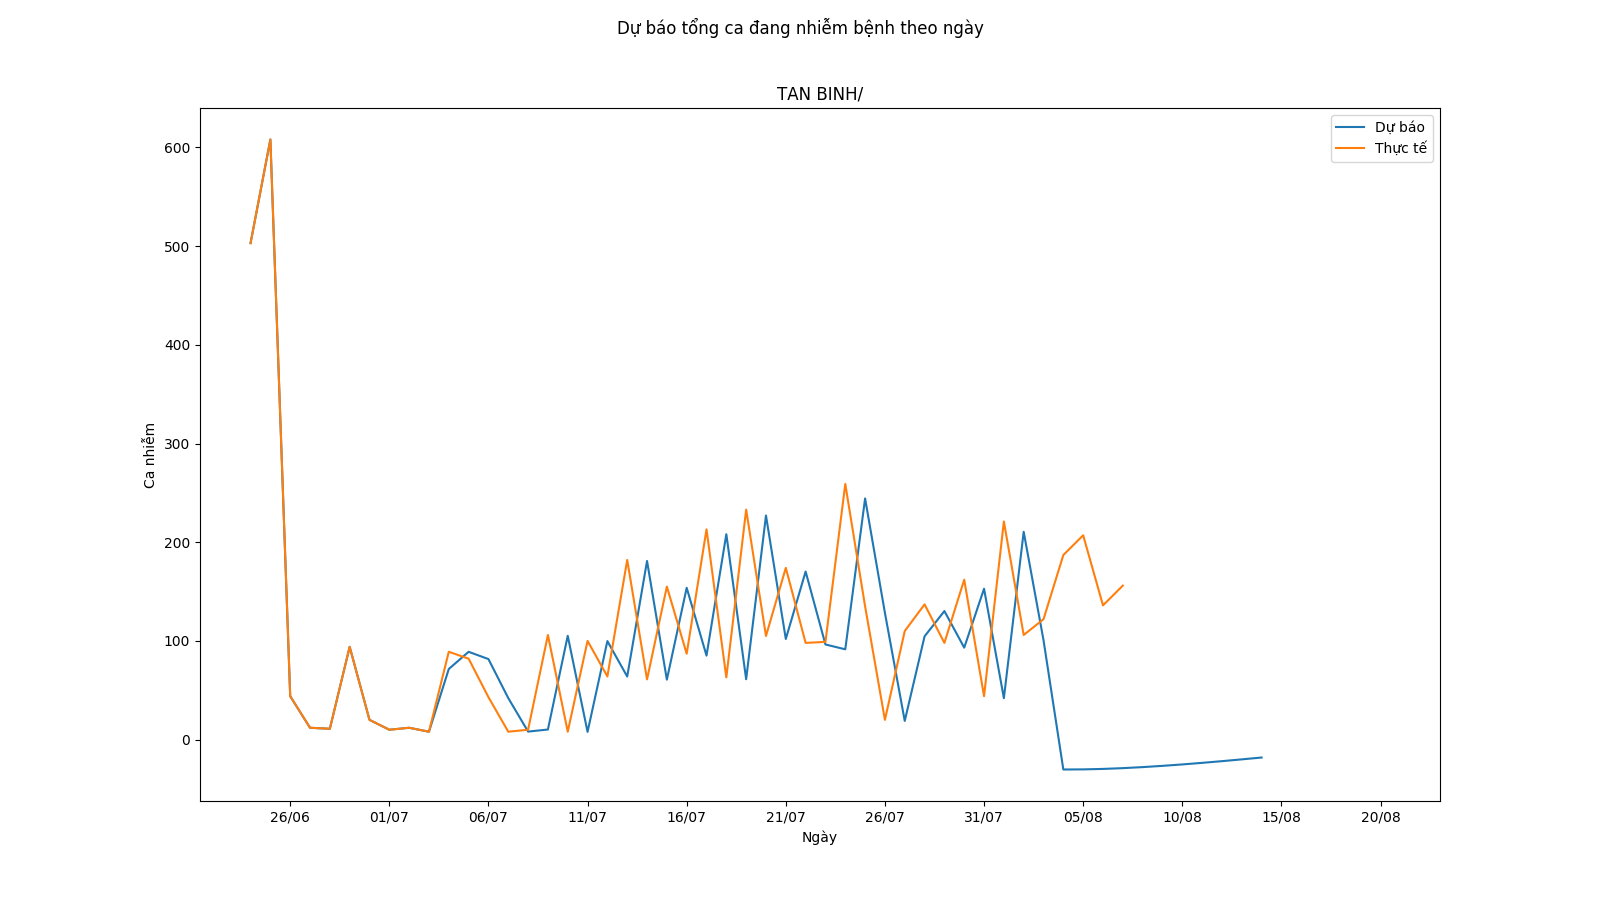 Dự báo tổng ca đang nhiễm bệnh theo ngày
TAN BINH/
Dự báo
Thực tế
600
500
400
300
200
100
0
Ca nhiễm
26/06 01/07 06/07 11/07 16/07 21/07 26/07 31/07 05/08 10/08 15/08 20/08
Ngày